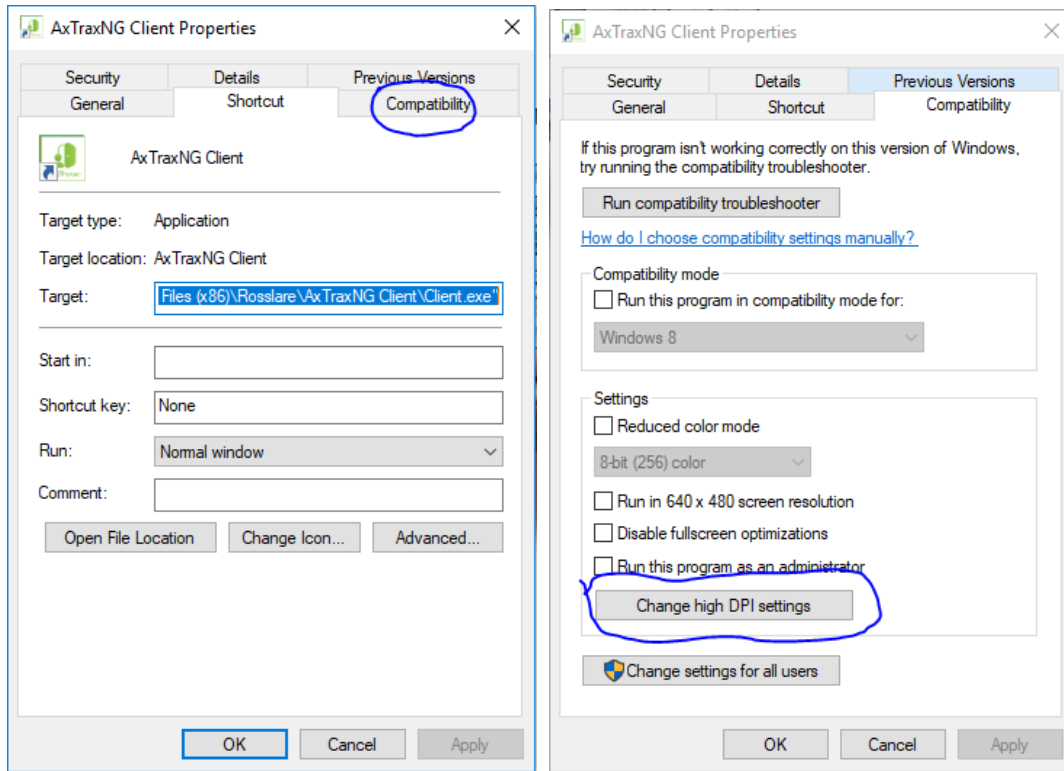 AxTraxNG Client Properties
Security Details Previous Versions
General Shortcut Compatibility
AxTraxNG Client
Target type: Application
Target location: AxTraxNG Client
Target: Files (x86)\Rosslare\AxTraxNG Client\Client.exe"
Start in:
Shortcut key: None
Run: Normal window
Comment:
Open File Location Change Icon... Advanced...
OK Cancel Apply
AxTraxNG Client Properties
Security Details Previous Versions
General Shortcut Compatibility
If this program isn't working correctly on this version of Windows,
try running the compatibility troubleshooter.
Run compatibility troubleshooter
How do I choose compatibility settings manually?
Compatibility mode
Run this program in compatibility mode for:
Windows 8
Settings
Reduced color mode
8-bit (256) color
Run in 640 x 480 screen resolution
Disable fullscreen optimizations
Run this program as an administrator
Change high DPI settings
Change settings for all users
OK Cancel Apply